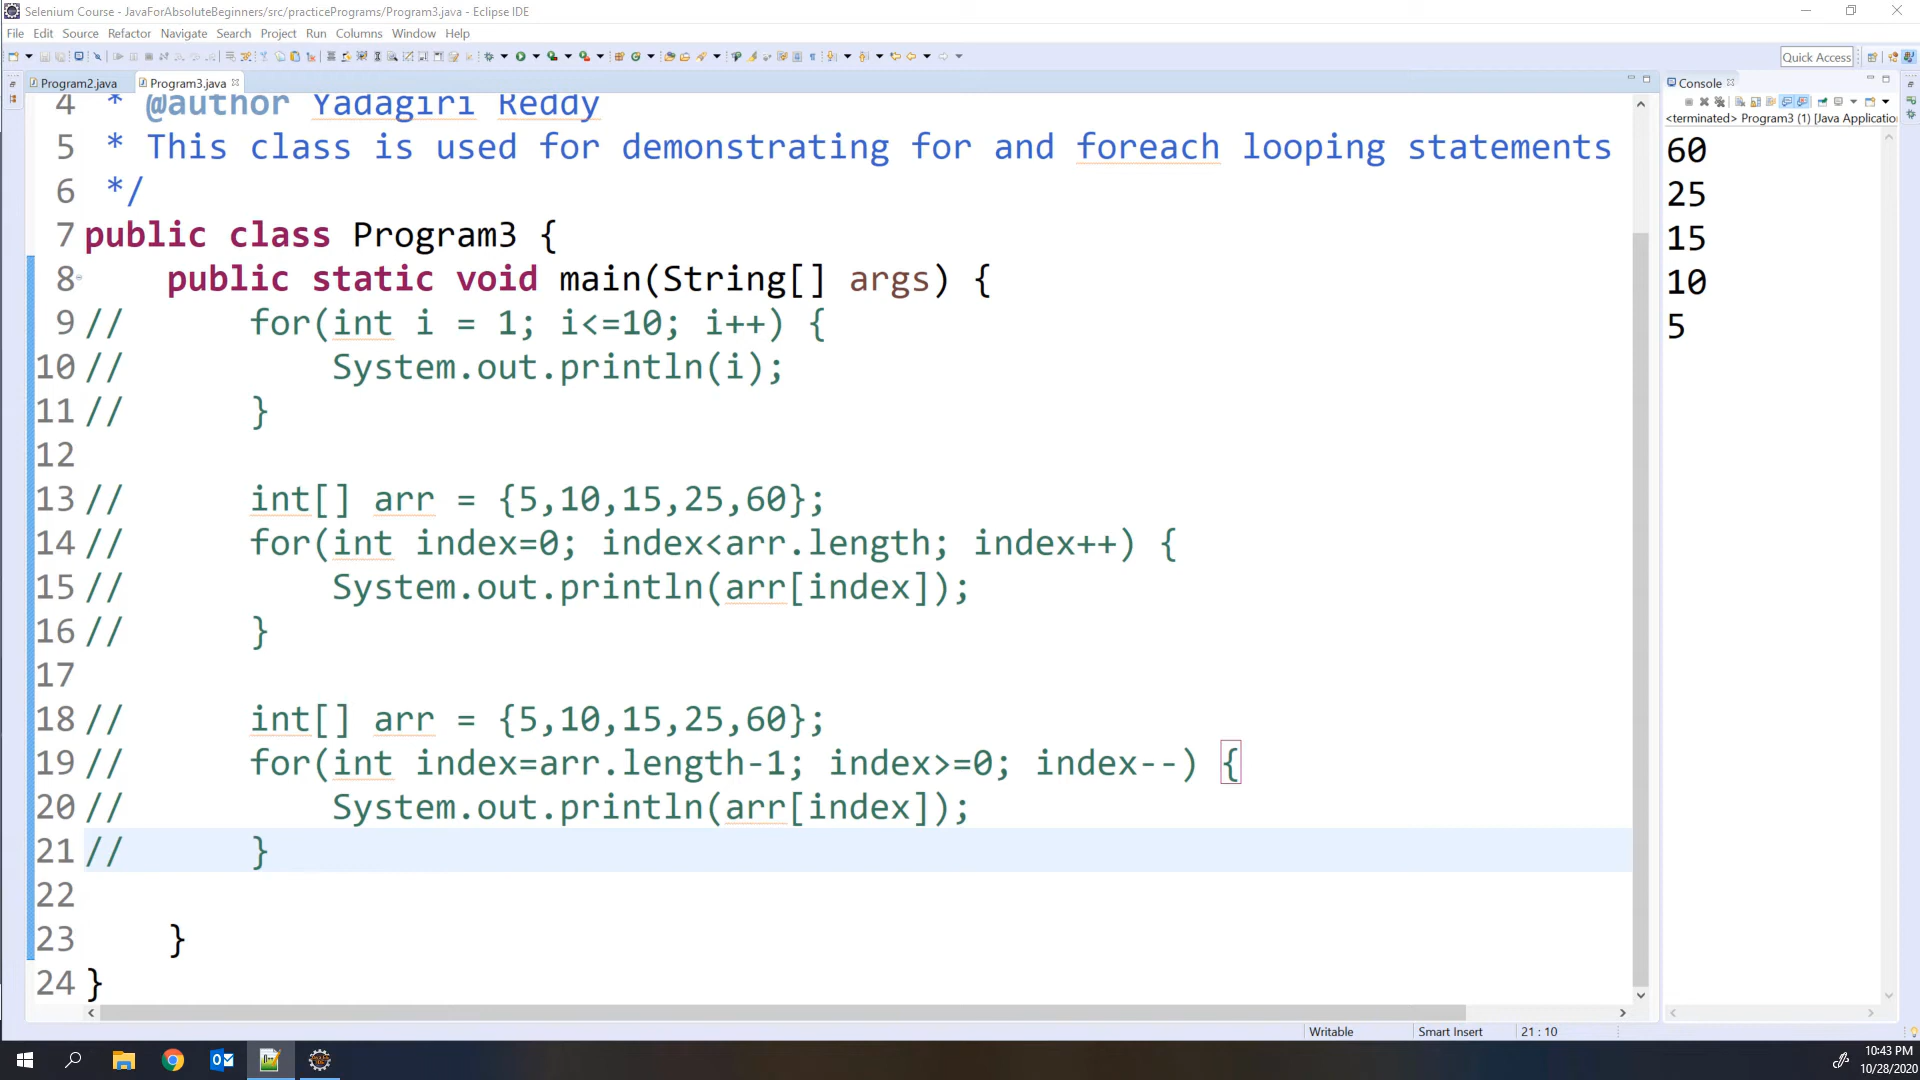 Selenium Course - JavaForAbsoluteBeginners/src/practicePrograms/Program3.java - Eclipse IDE
File Edit Source Refactor Navigate Search Project Run Columns Window Help
Quick Access
Program2.java Program3.java
4 * @author Yadagiri Reddy
5 * This class is used for demonstrating for and foreach looping statements
6 */
7 public class Program3 {
8 public static void main(String[] args) {
9 // for(int i = 1; i<=10; i++) {
10 // System.out.println(i);
11 // }
12
13 // int[] arr = {5,10,15,25,60};
14 // for(int index=0; index<arr.length; index++) {
15 // System.out.println(arr[index]);
16 // }
17
18 // int[] arr = {5,10,15,25,60};
19 // for(int index=arr.length-1; index>=0; index--) {
20 // System.out.println(arr[index]);
21 // }
22
23 }
24 }
Console
<terminated> Program3 (1) [Java Applicatio
60
25
15
10
5
Writable Smart Insert 21 : 10
10:43 PM
10/28/2020